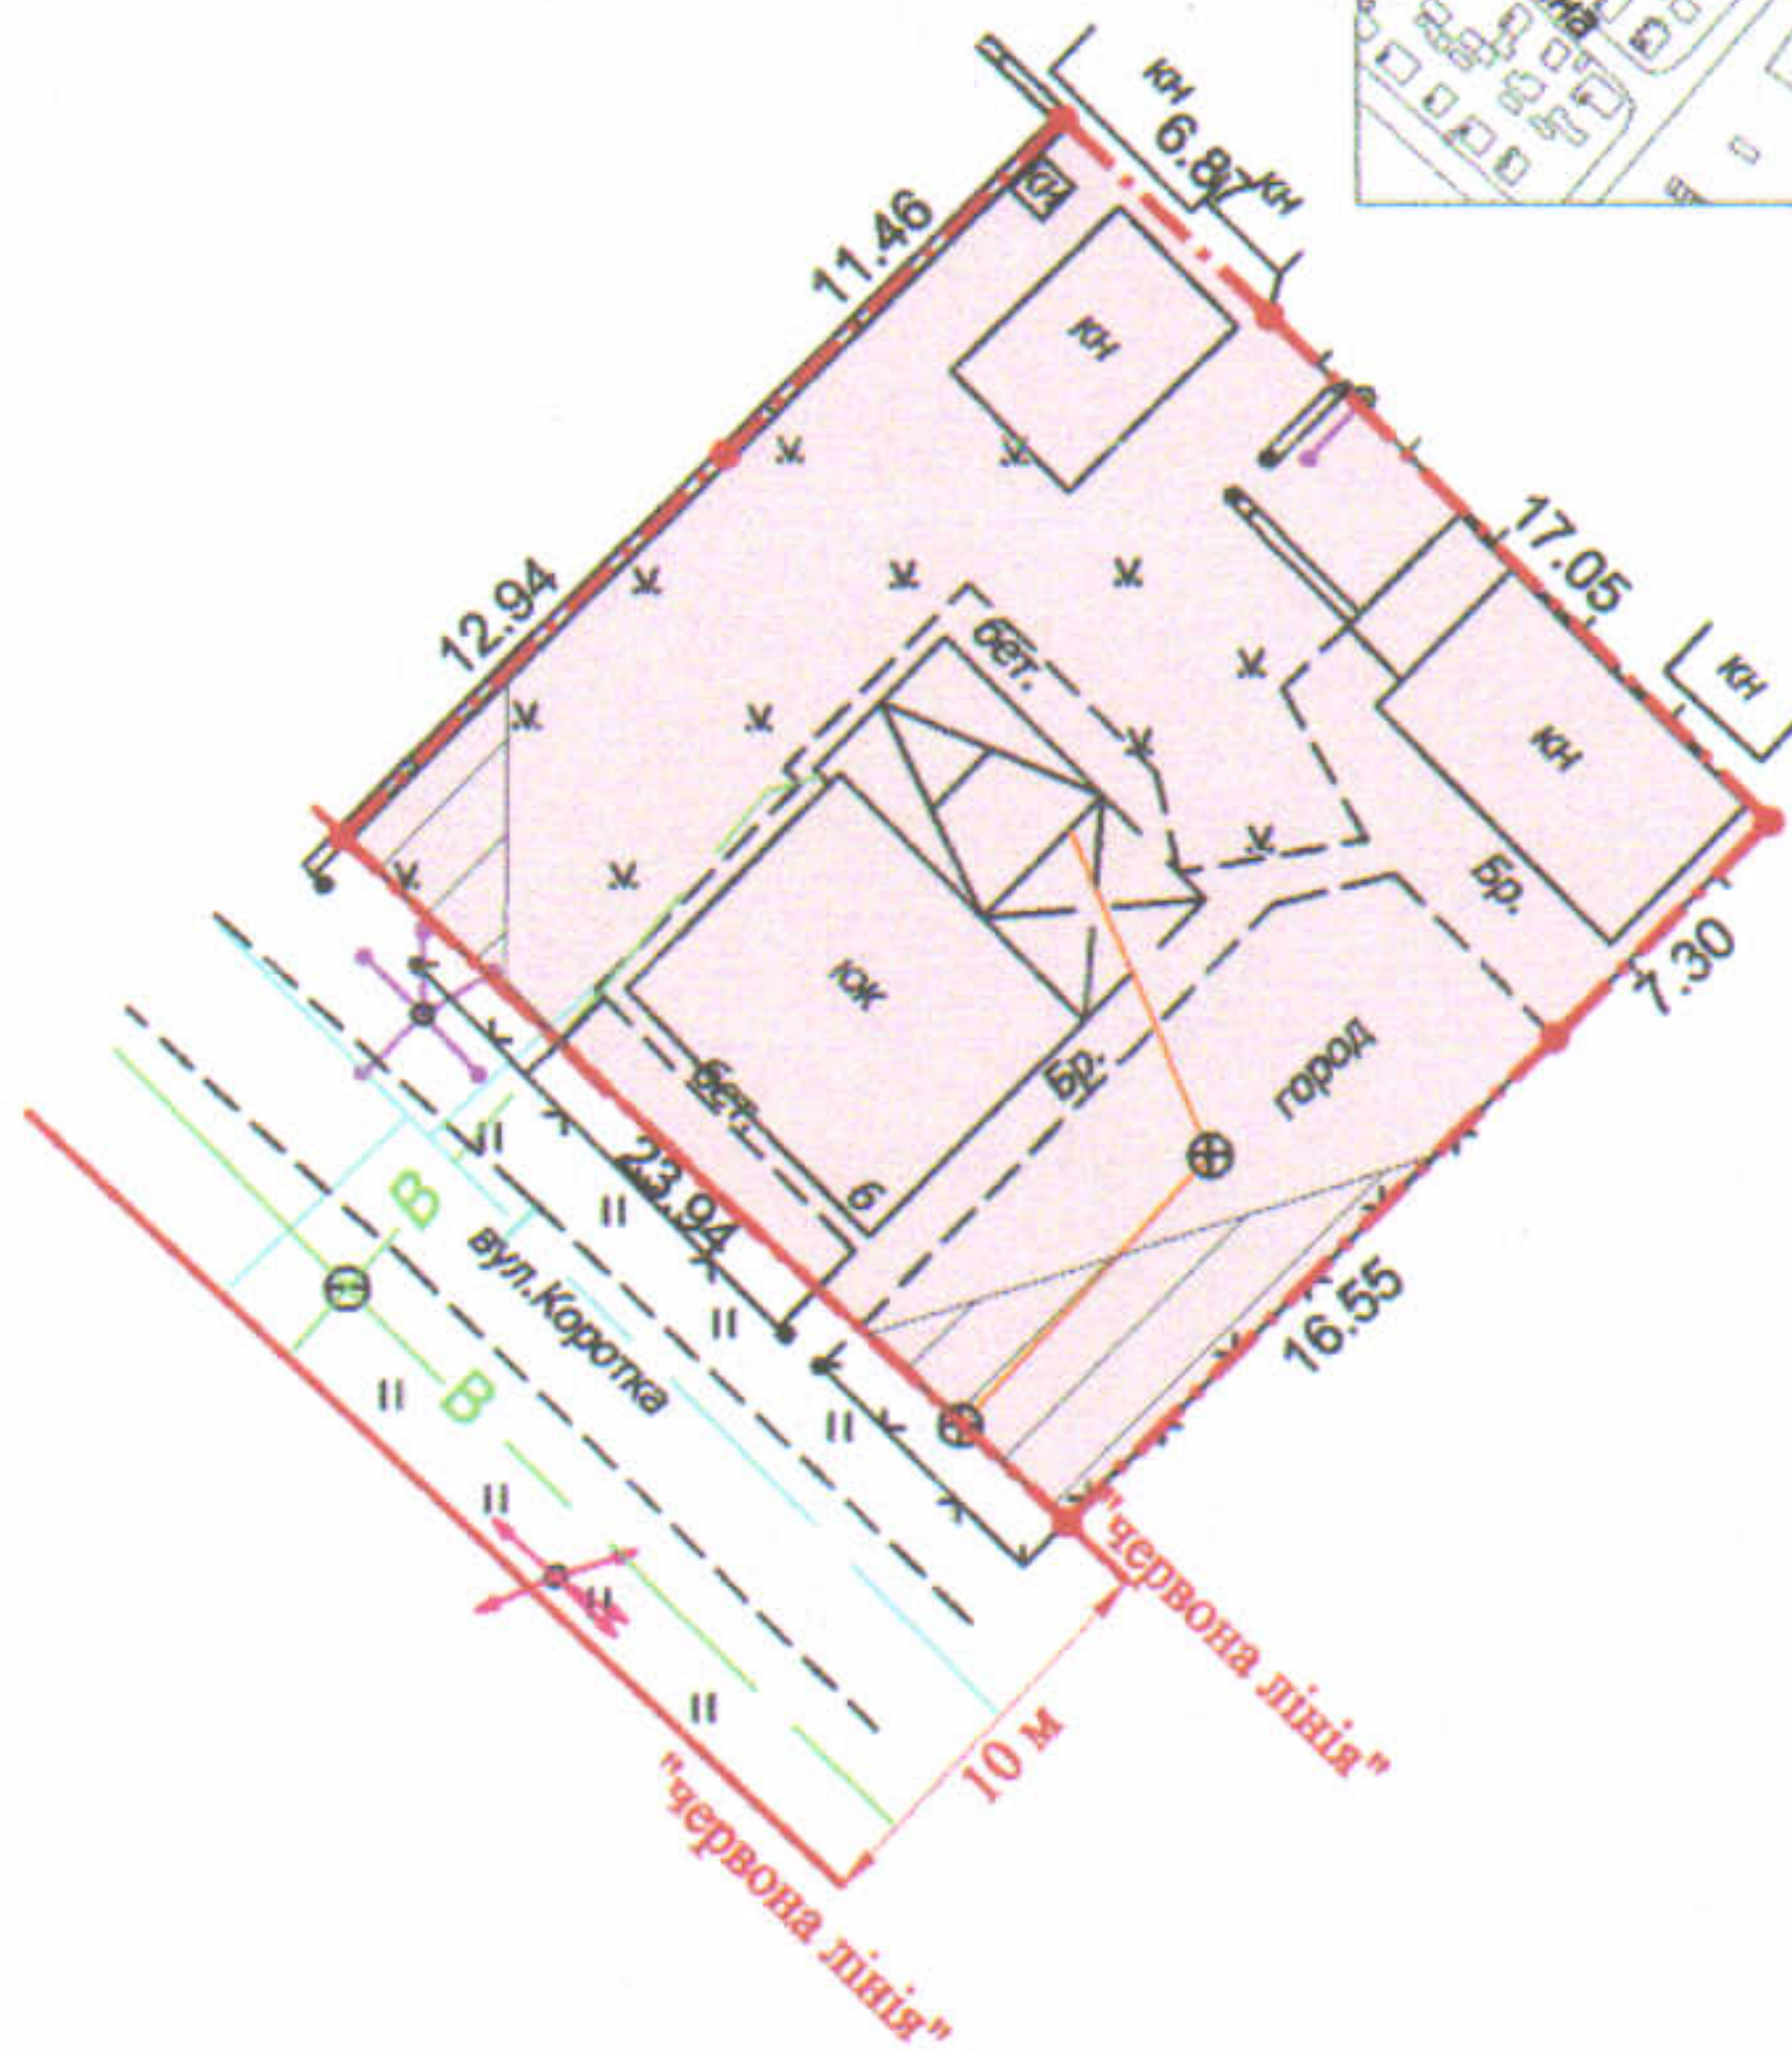 кн
6.87
кн
11.46
кн
кн
17.05
12.94
бет.
кн
кн
Бр.
7.30
юк
город
Бр.
бет.
6
23.94
В
вул.Коротка
В
16.55
"червона лінія"
10 м
"червона лінія"